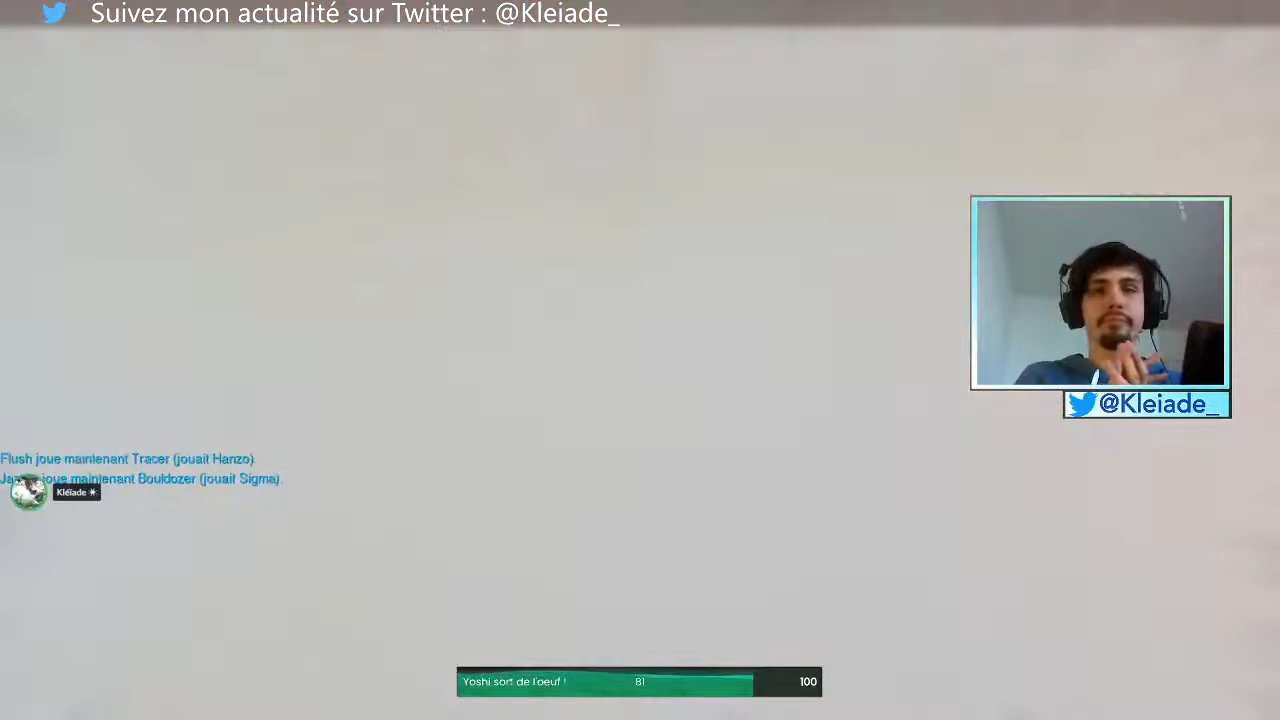 Suivez mon actualité sur Twitter : @Kleiade_
@Kleiade_
Flush joue maintenant Tracer (jouait Hanzo).
joue maintenant Bouldozer (jouait Sigma).
Kléïade
Yoshi sort de l'oeuf ! 81 100